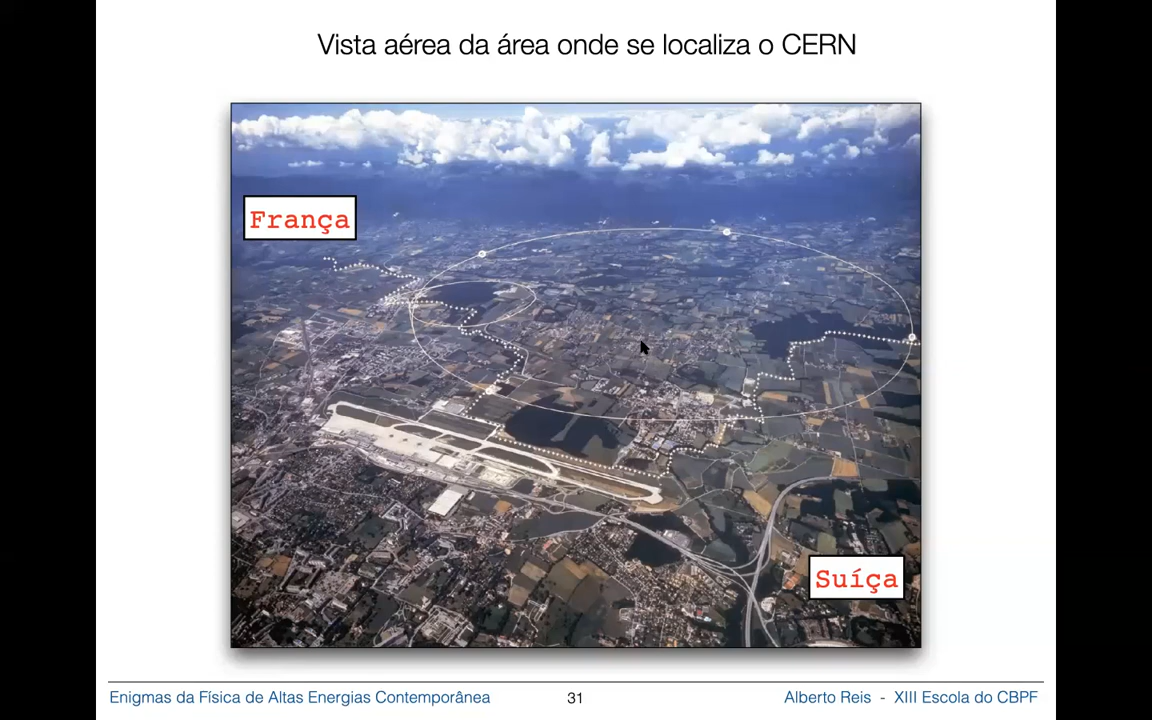 Vista aérea da área onde se localiza o CERN
França
Suíça
Enigmas da Física de Altas Energias Contemporânea
31
Alberto Reis - XIII Escola do CBPF